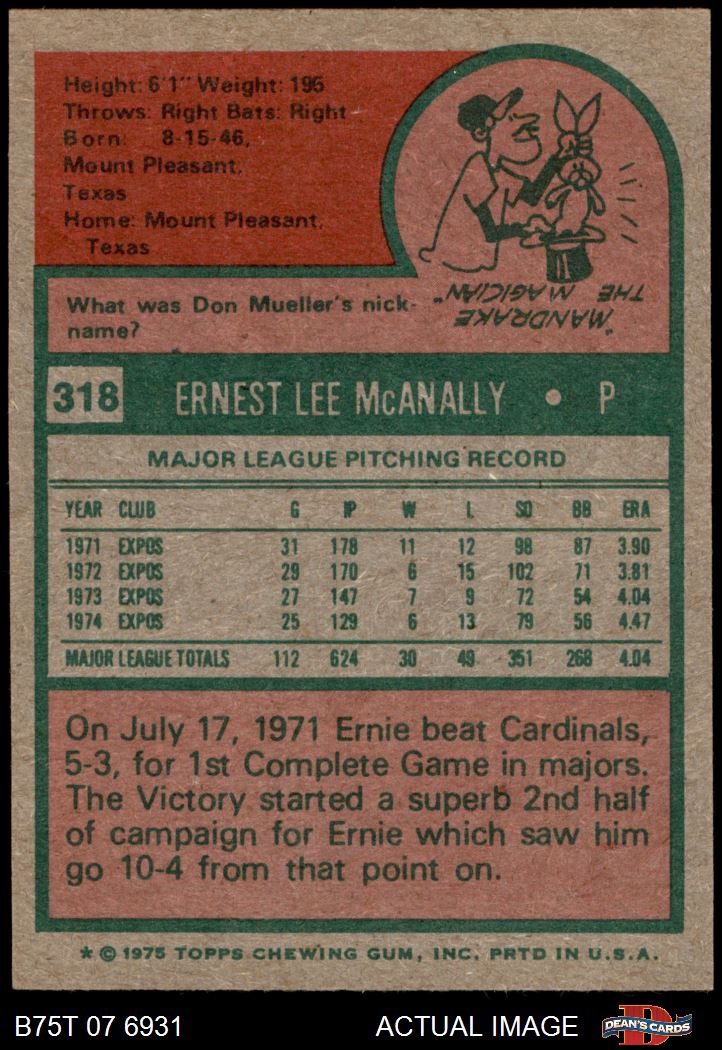 Height: 6'1" Weight: 195
Throws: Right Bats: Right
Born: 8-15-46,
Mount Pleasant,
Texas
Home: Mount Pleasant,
Texas
What was Don Mueller's nick-
name?
"MANDRAKE
THE MAGICIAN"
318 ERNEST LEE McANALLY • P
MAJOR LEAGUE PITCHING RECORD
YEAR CLUB G IP W L SO BB ERA
1971 EXPOS 31 178 11 12 98 87 3.90
1972 EXPOS 29 170 6 15 102 71 3.81
1973 EXPOS 27 147 7 9 72 54 4.04
1974 EXPOS 25 129 6 13 79 56 4.47
MAJOR LEAGUE TOTALS 112 624 30 49 351 268 4.04
On July 17, 1971 Ernie beat Cardinals,
5-3, for 1st Complete Game in majors.
The Victory started a superb 2nd half
of campaign for Ernie which saw him
go 10-4 from that point on.
* © 1975 TOPPS CHEWING GUM, INC. PRTD IN U.S.A.
B75T 07 6931 ACTUAL IMAGE
D
DEAN'S CARDS